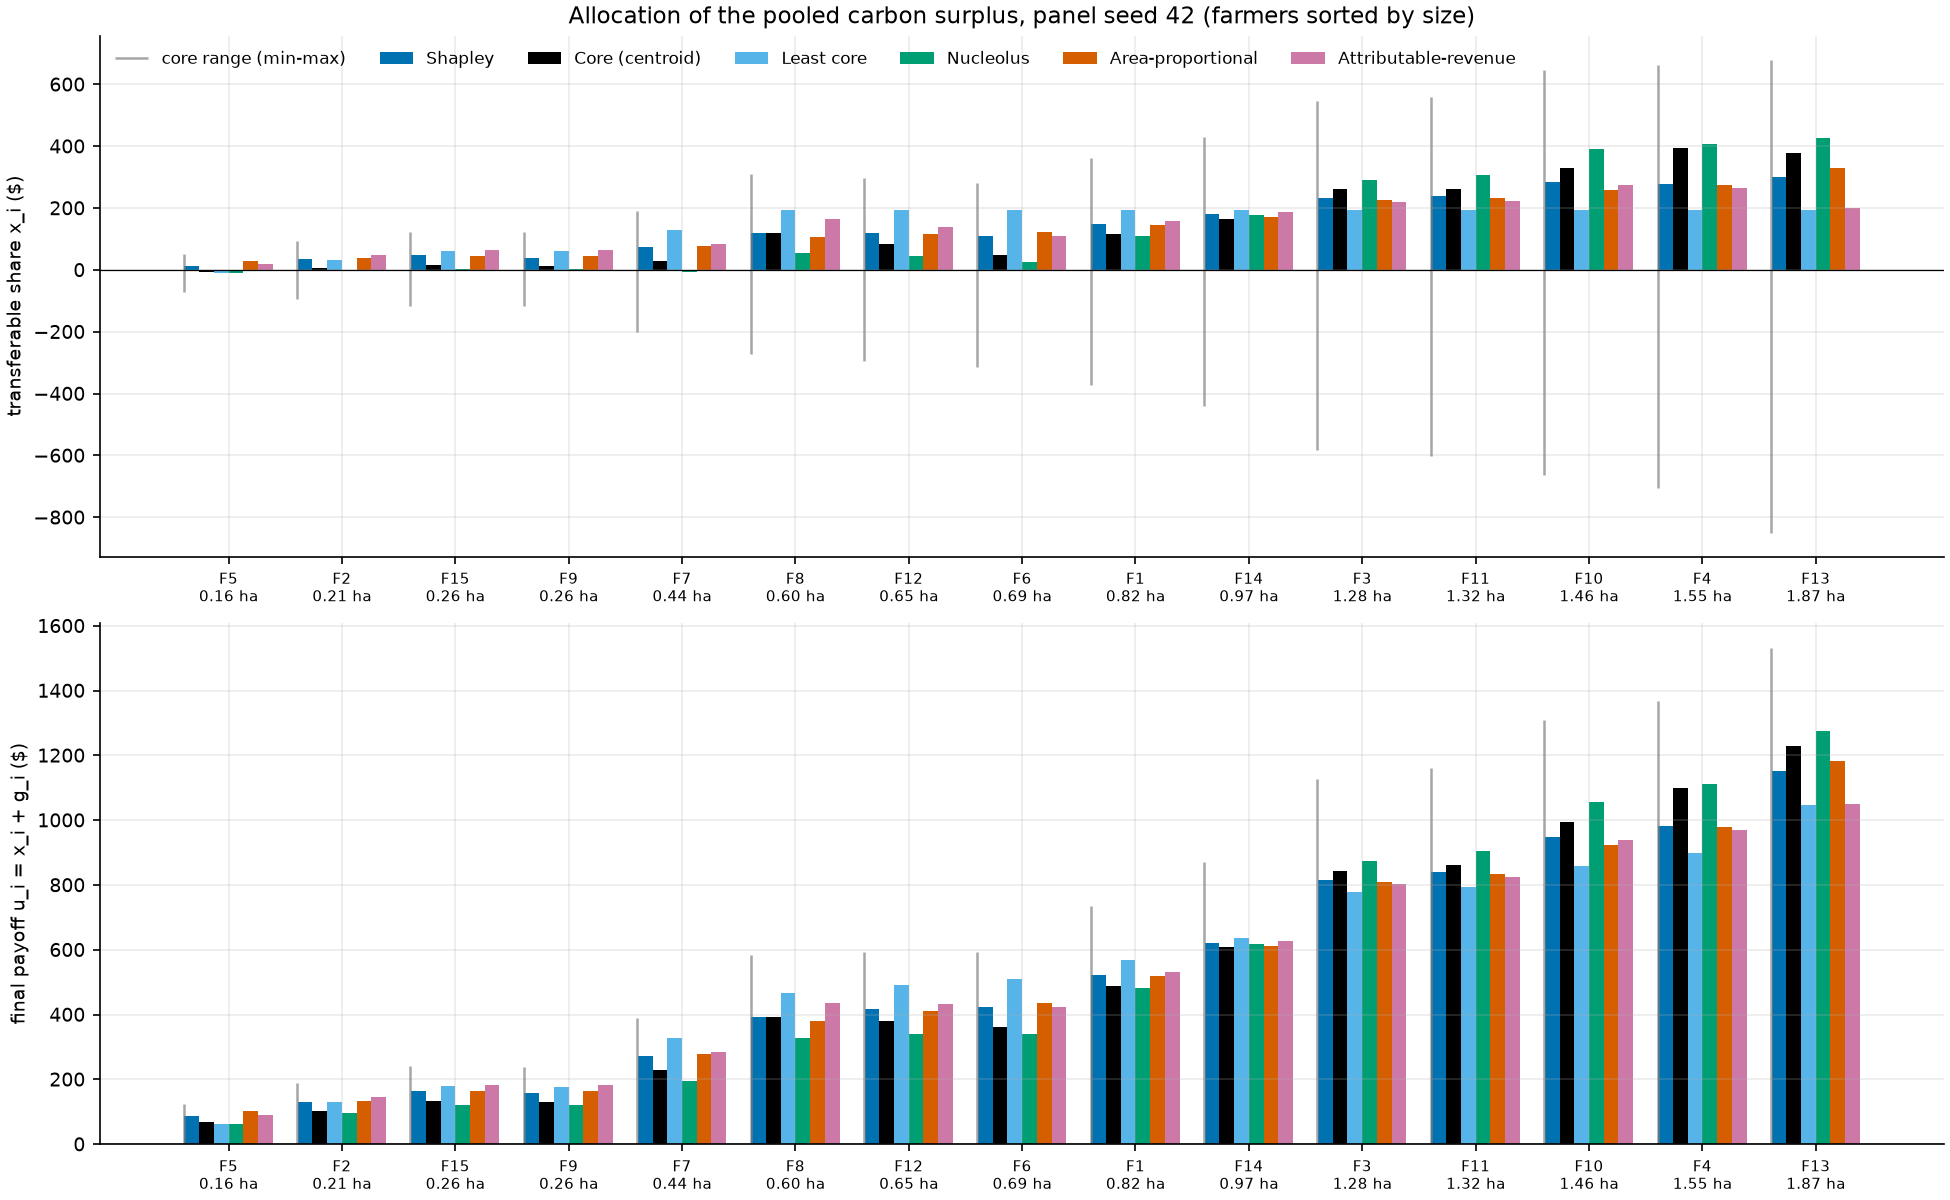 Allocation of the pooled carbon surplus, panel seed 42 (farmers sorted by size)
core range (min-max) Shapley Core (centroid) Least core Nucleolus Area-proportional Attributable-revenue
transferable share x_i ($)
600
400
200
0
−200
−400
−600
−800
F5 F2 F15 F9 F7 F8 F12 F6 F1 F14 F3 F11 F10 F4 F13
0.16 ha 0.21 ha 0.26 ha 0.26 ha 0.44 ha 0.60 ha 0.65 ha 0.69 ha 0.82 ha 0.97 ha 1.28 ha 1.32 ha 1.46 ha 1.55 ha 1.87 ha
final payoff u_i = x_i + g_i ($)
1600
1400
1200
1000
800
600
400
200
0
F5 F2 F15 F9 F7 F8 F12 F6 F1 F14 F3 F11 F10 F4 F13
0.16 ha 0.21 ha 0.26 ha 0.26 ha 0.44 ha 0.60 ha 0.65 ha 0.69 ha 0.82 ha 0.97 ha 1.28 ha 1.32 ha 1.46 ha 1.55 ha 1.87 ha